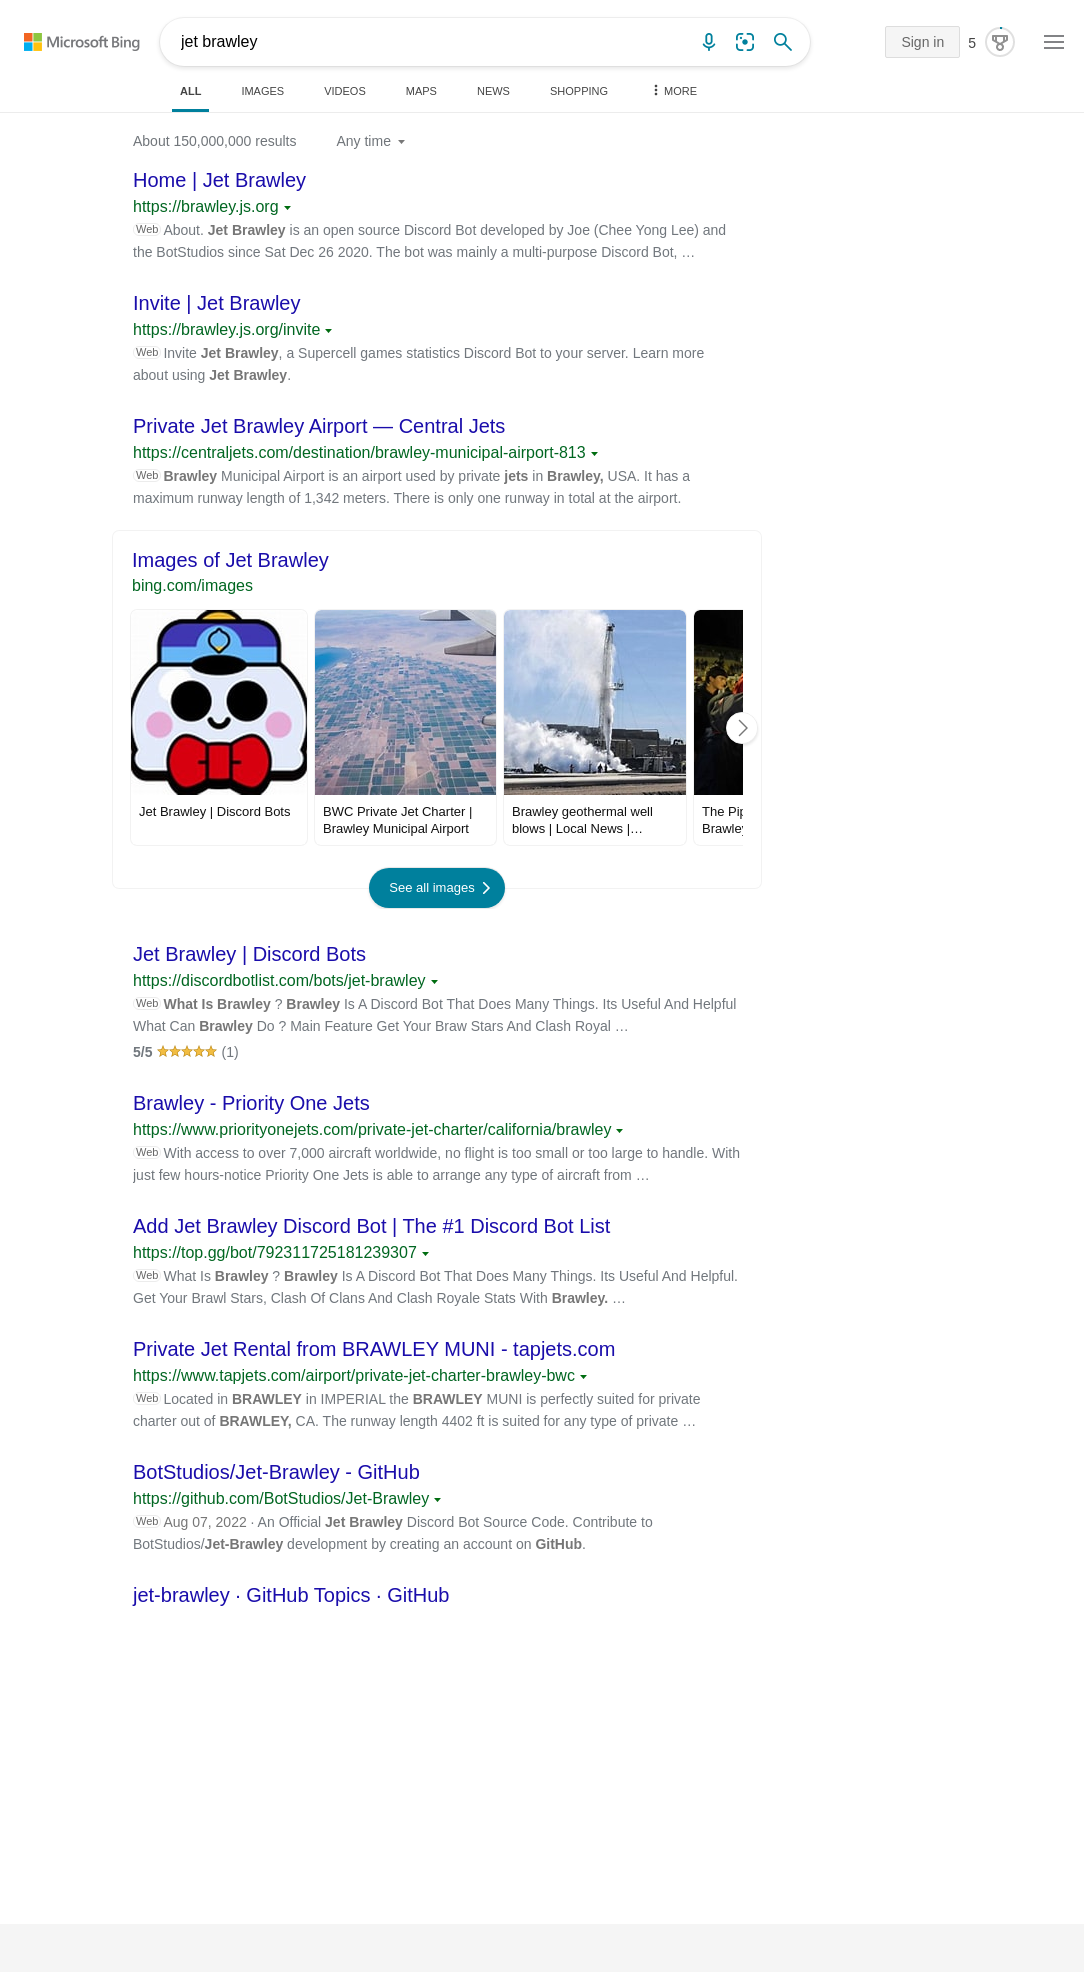 Microsoft Bing
jet brawley
Sign in
5
ALL
IMAGES
VIDEOS
MAPS
NEWS
SHOPPING
MORE
About 150,000,000 results
Any time
Home | Jet Brawley
https://brawley.js.org
Web About. Jet Brawley is an open source Discord Bot developed by Joe (Chee Yong Lee) and
the BotStudios since Sat Dec 26 2020. The bot was mainly a multi-purpose Discord Bot, …
Invite | Jet Brawley
https://brawley.js.org/invite
Web Invite Jet Brawley, a Supercell games statistics Discord Bot to your server. Learn more
about using Jet Brawley.
Private Jet Brawley Airport — Central Jets
https://centraljets.com/destination/brawley-municipal-airport-813
Web Brawley Municipal Airport is an airport used by private jets in Brawley, USA. It has a
maximum runway length of 1,342 meters. There is only one runway in total at the airport.
Images of Jet Brawley
bing.com/images
Jet Brawley | Discord Bots
BWC Private Jet Charter |
Brawley Municipal Airport
Brawley geothermal well
blows | Local News |…
The Pip
Brawley
See all images
Jet Brawley | Discord Bots
https://discordbotlist.com/bots/jet-brawley
Web What Is Brawley ? Brawley Is A Discord Bot That Does Many Things. Its Useful And Helpful
What Can Brawley Do ? Main Feature Get Your Braw Stars And Clash Royal …
5/5 (1)
Brawley - Priority One Jets
https://www.priorityonejets.com/private-jet-charter/california/brawley
Web With access to over 7,000 aircraft worldwide, no flight is too small or too large to handle. With
just few hours-notice Priority One Jets is able to arrange any type of aircraft from …
Add Jet Brawley Discord Bot | The #1 Discord Bot List
https://top.gg/bot/792311725181239307
Web What Is Brawley ? Brawley Is A Discord Bot That Does Many Things. Its Useful And Helpful.
Get Your Brawl Stars, Clash Of Clans And Clash Royale Stats With Brawley. …
Private Jet Rental from BRAWLEY MUNI - tapjets.com
https://www.tapjets.com/airport/private-jet-charter-brawley-bwc
Web Located in BRAWLEY in IMPERIAL the BRAWLEY MUNI is perfectly suited for private
charter out of BRAWLEY, CA. The runway length 4402 ft is suited for any type of private …
BotStudios/Jet-Brawley - GitHub
https://github.com/BotStudios/Jet-Brawley
Web Aug 07, 2022 · An Official Jet Brawley Discord Bot Source Code. Contribute to
BotStudios/Jet-Brawley development by creating an account on GitHub.
jet-brawley · GitHub Topics · GitHub